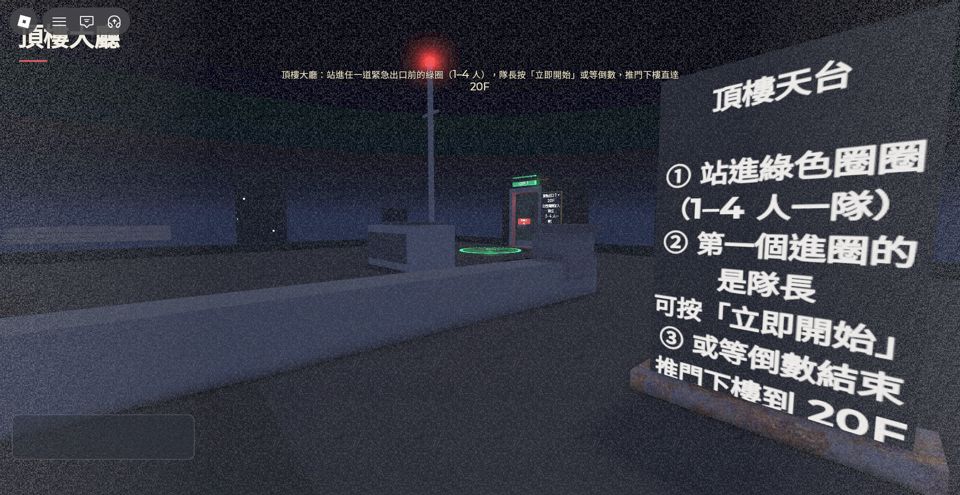 頂樓大廳
頂樓大廳：站進任一道緊急出口前的綠圈（1–4 人），隊長按「立即開始」或等倒數，推門下樓直達
20F
頂樓天台
① 站進綠色圈圈
（1–4 人一隊）
② 第一個進圈的
是隊長
可按「立即開始」
③ 或等倒數結束
推門下樓到 20F